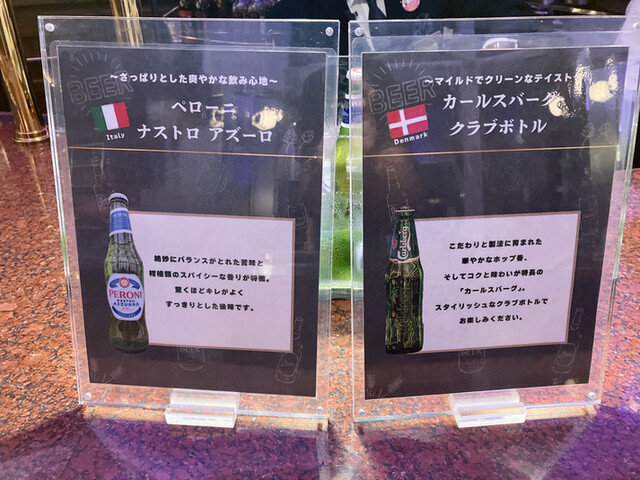 BEER
～さっぱりとした爽やかな飲み心地～
Italy
ペローニ
ナストロ アズーロ
絶妙にバランスがとれた苦味と
柑橘類のスパイシーな香りが特徴。
驚くほどキレがよく
すっきりとした後味です。
PERONI
NASTRO
AZZURRO
BEER
BEER
～マイルドでクリーンなテイスト
Denmark
カールスバーグ
クラブボトル
こだわりと製法に育まれた
華やかなホップ香。
そしてコクと味わいが特長の
「カールスバーグ」。
スタイリッシュなクラブボトルで
お楽しみください。
Carlsberg
BEER